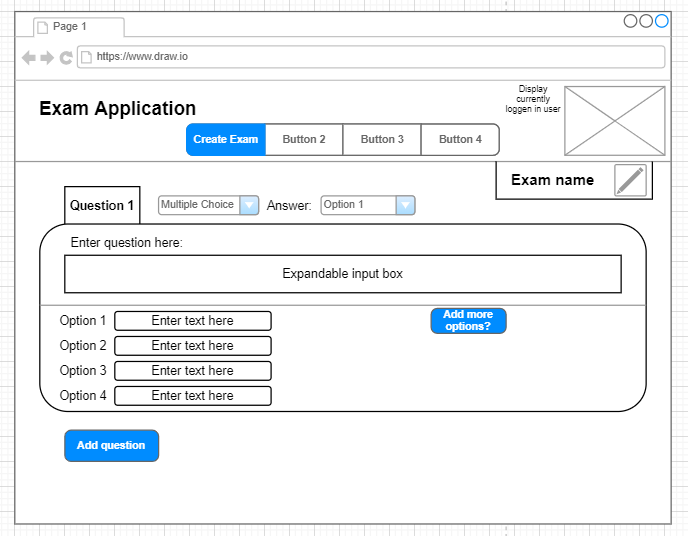 Page 1
https://www.draw.io
Exam Application
Display
currently
loggen in user
Create Exam
Button 2
Button 3
Button 4
Exam name
Question 1
Multiple Choice
Answer:
Option 1
Enter question here:
Expandable input box
Option 1
Enter text here
Add more
options?
Option 2
Enter text here
Option 3
Enter text here
Option 4
Enter text here
Add question